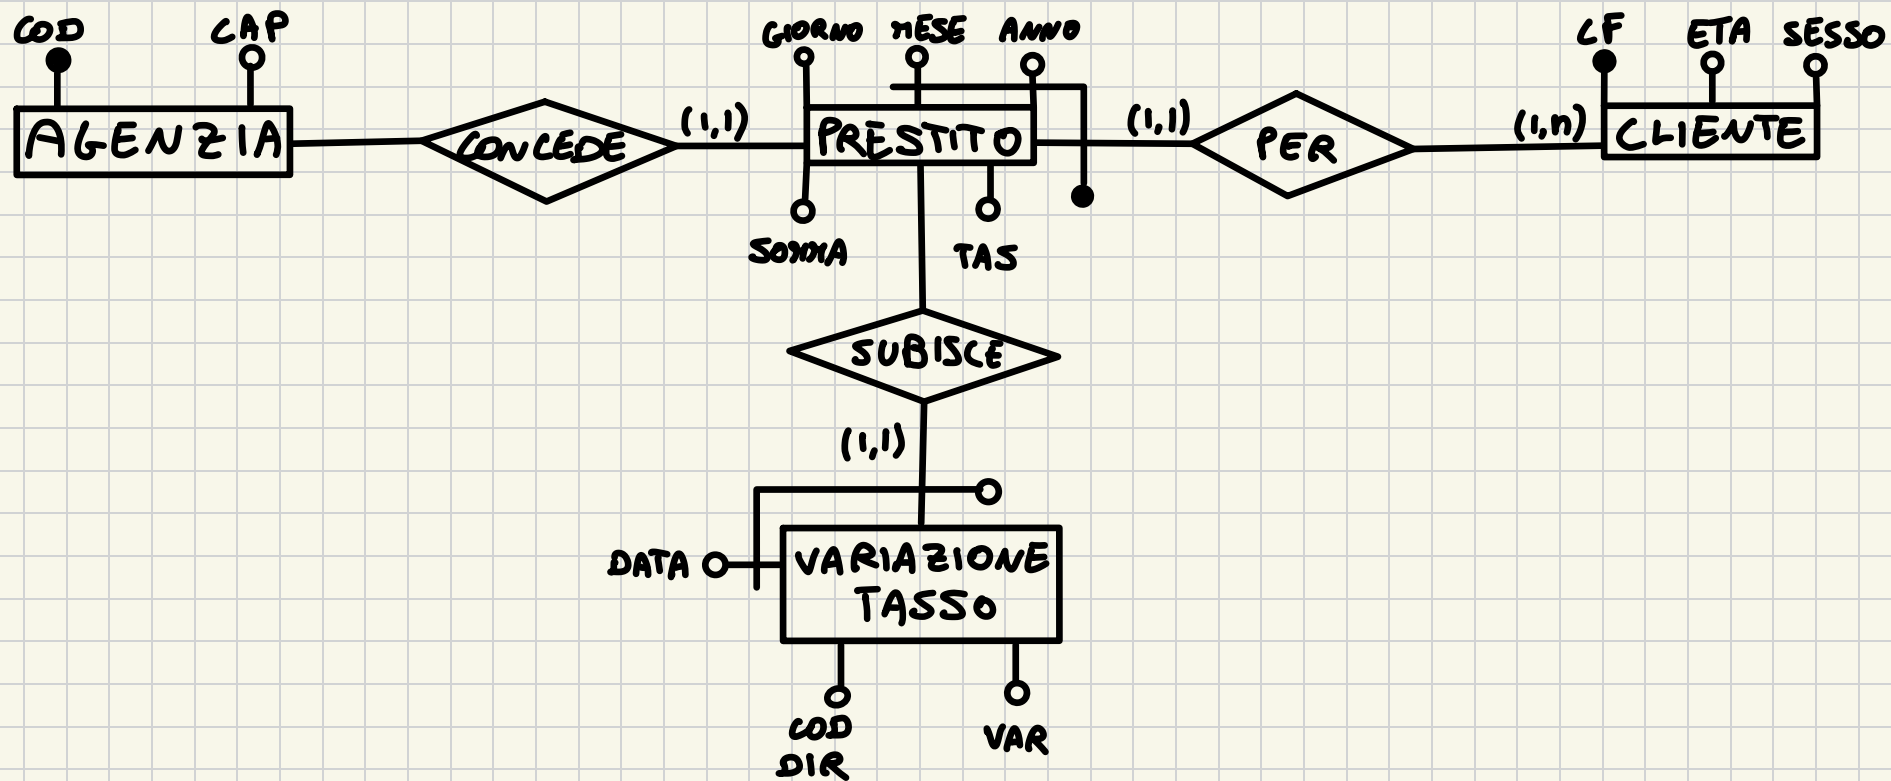 COD
CAP
GIORNO
MESE
ANNO
CF
ETA
SESSO
AGENZIA
CONCEDE
(1,1)
PRESTITO
(1,1)
PER
(1,n)
CLIENTE
SOMMA
TAS
SUBISCE
(1,1)
DATA
VARIAZIONE
TASSO
COD
DIR
VAR